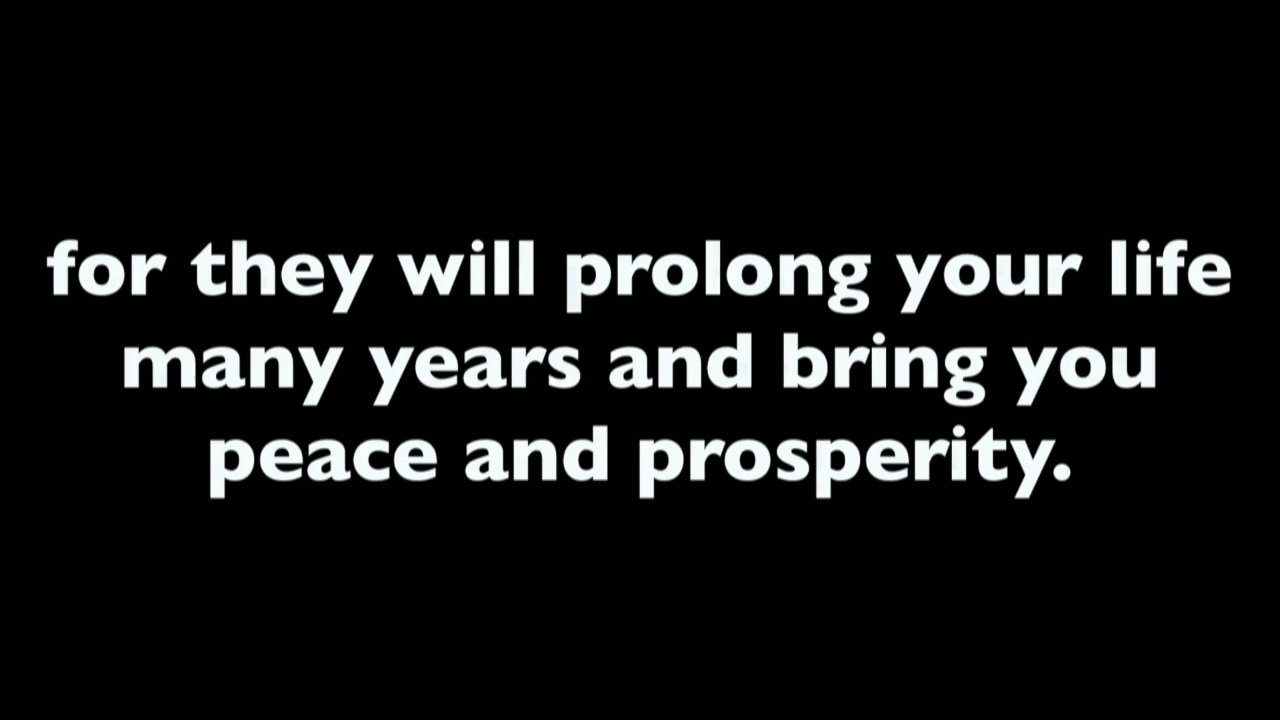 for they will prolong your life
many years and bring you
peace and prosperity.